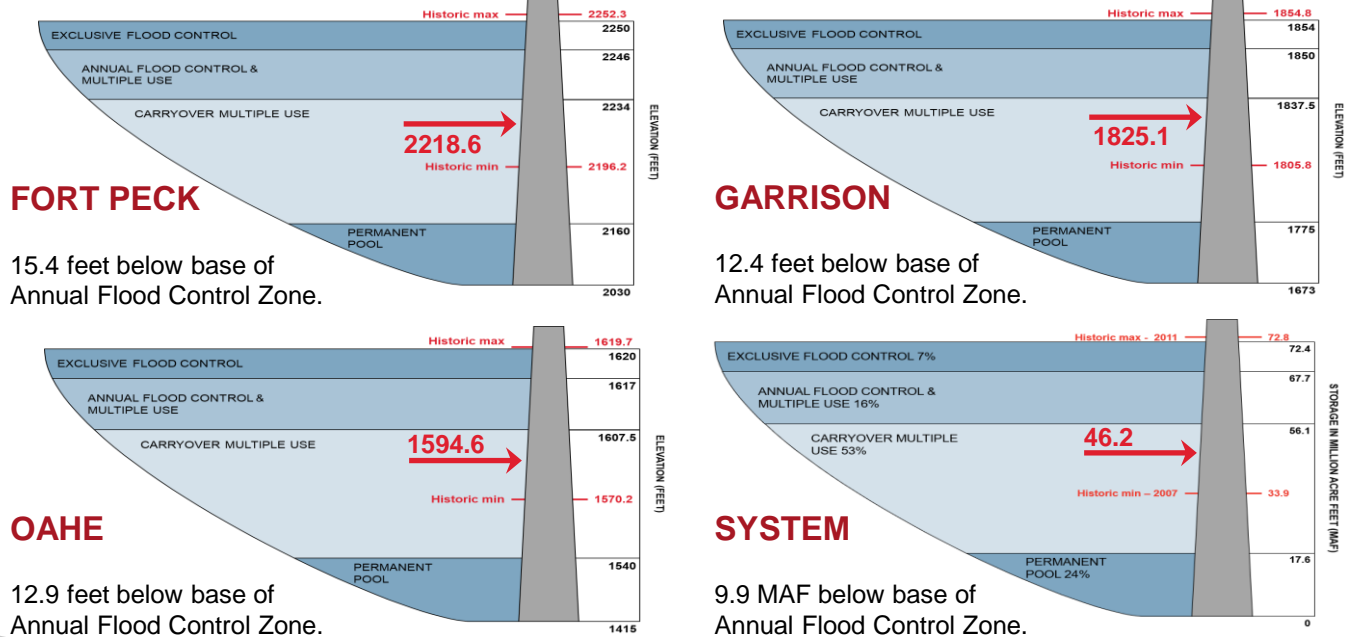 Historic max
2252.3
2250
EXCLUSIVE FLOOD CONTROL
2246
ANNUAL FLOOD CONTROL &
MULTIPLE USE
2234
CARRYOVER MULTIPLE USE
2218.6
Historic min
2196.2
ELEVATION (FEET)
FORT PECK
2160
PERMANENT
POOL
15.4 feet below base of
Annual Flood Control Zone.
2030
Historic max
1854.8
1854
EXCLUSIVE FLOOD CONTROL
1850
ANNUAL FLOOD CONTROL &
MULTIPLE USE
1837.5
CARRYOVER MULTIPLE USE
1825.1
Historic min
1805.8
ELEVATION (FEET)
GARRISON
1775
PERMANENT
POOL
12.4 feet below base of
Annual Flood Control Zone.
1673
Historic max
1619.7
1620
EXCLUSIVE FLOOD CONTROL
1617
ANNUAL FLOOD CONTROL &
MULTIPLE USE
1607.5
CARRYOVER MULTIPLE USE
1594.6
Historic min
1570.2
ELEVATION (FEET)
OAHE
1540
PERMANENT
POOL
12.9 feet below base of
Annual Flood Control Zone.
1415
Historic max - 2011
72.8
72.4
EXCLUSIVE FLOOD CONTROL 7%
67.7
ANNUAL FLOOD CONTROL &
MULTIPLE USE 16%
56.1
CARRYOVER MULTIPLE
USE 53%
46.2
Historic min – 2007
33.9
STORAGE IN MILLION ACRE FEET (MAF)
SYSTEM
17.6
PERMANENT
POOL 24%
9.9 MAF below base of
Annual Flood Control Zone.
0